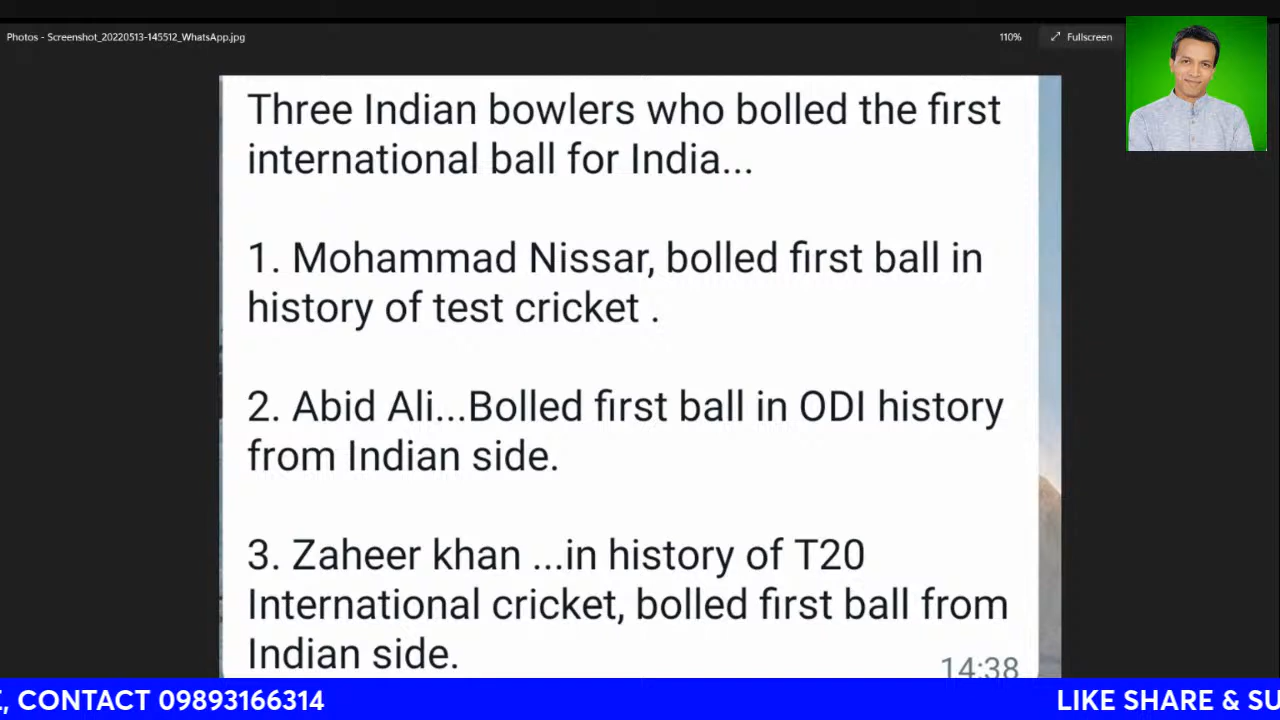 Photos - Screenshot_20220513-145512_WhatsApp.jpg
110%
Fullscreen
Three Indian bowlers who bolled the first
international ball for India...
1. Mohammad Nissar, bolled first ball in
history of test cricket .
2. Abid Ali...Bolled first ball in ODI history
from Indian side.
3. Zaheer khan ...in history of T20
International cricket, bolled first ball from
Indian side.
14:38
, CONTACT 09893166314
LIKE SHARE & SU